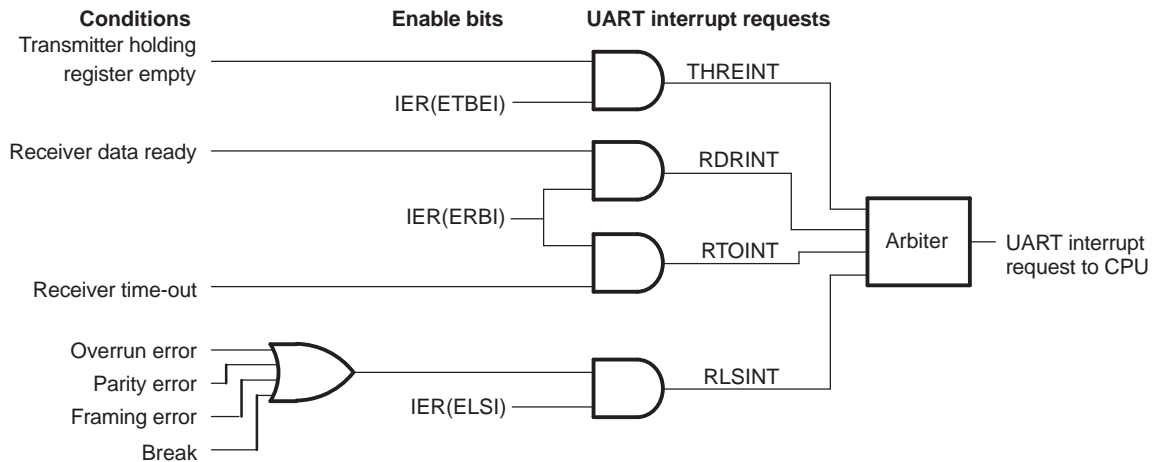 Conditions
Enable bits
UART interrupt requests
Transmitter holding
register empty
THREINT
IER(ETBEI)
Receiver data ready
RDRINT
IER(ERBI)
Arbiter
UART interrupt
request to CPU
RTOINT
Receiver time-out
Overrun error
Parity error
Framing error
Break
RLSINT
IER(ELSI)